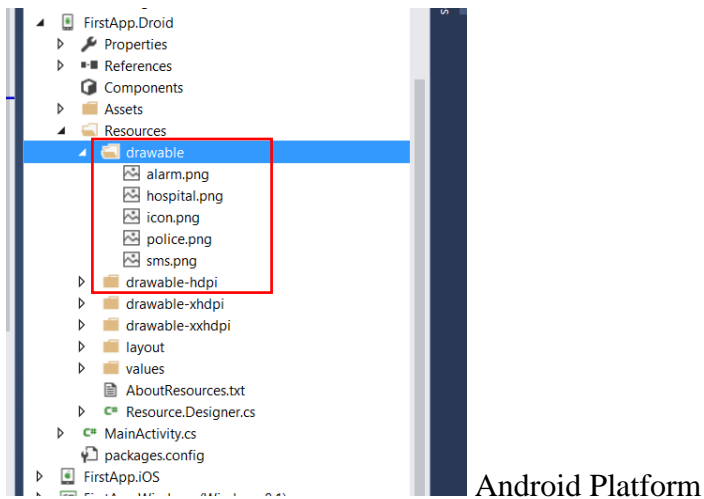 FirstApp.Droid
Properties
References
Components
Assets
Resources
drawable
alarm.png
hospital.png
icon.png
police.png
sms.png
drawable-hdpi
drawable-xhdpi
drawable-xxhdpi
layout
values
AboutResources.txt
C# Resource.Designer.cs
C# MainActivity.cs
packages.config
FirstApp.iOS
Android Platform